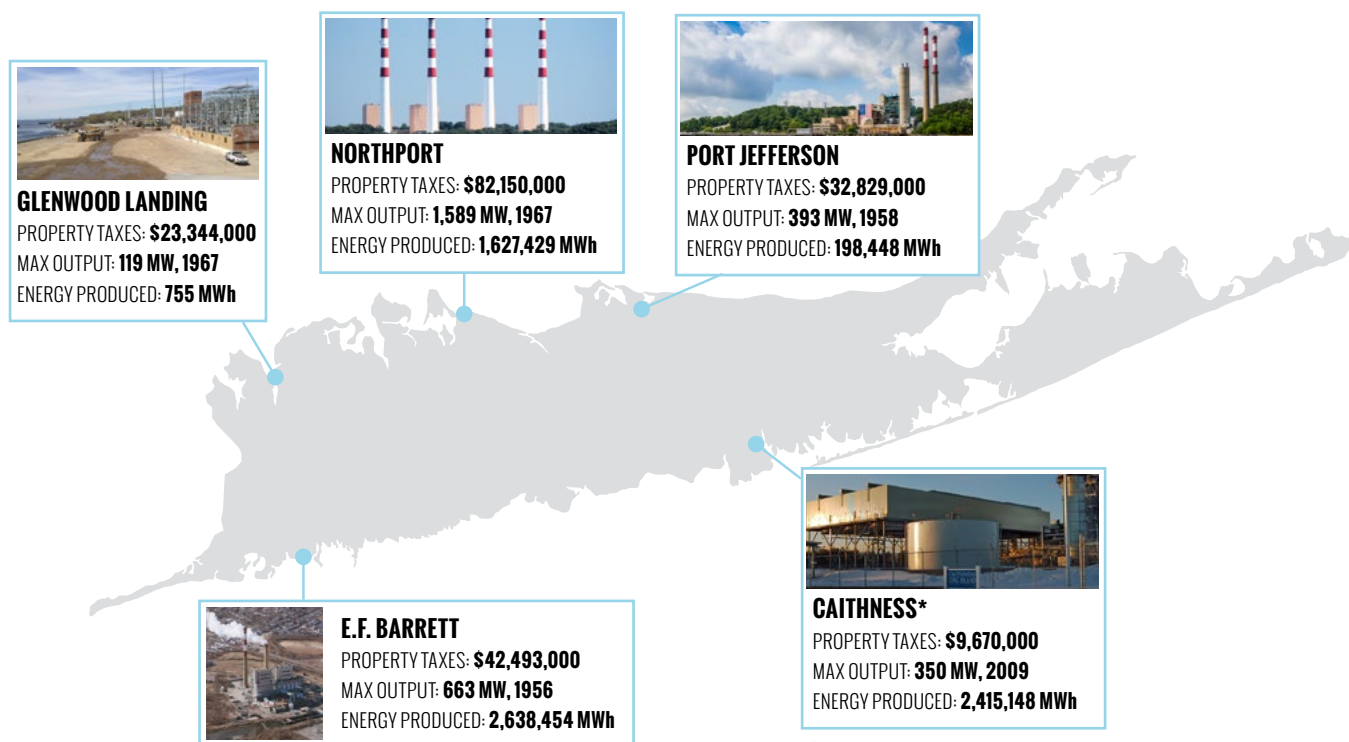 GLENWOOD LANDING
PROPERTY TAXES: $23,344,000
MAX OUTPUT: 119 MW, 1967
ENERGY PRODUCED: 755 MWh
NORTHPORT
PROPERTY TAXES: $82,150,000
MAX OUTPUT: 1,589 MW, 1967
ENERGY PRODUCED: 1,627,429 MWh
PORT JEFFERSON
PROPERTY TAXES: $32,829,000
MAX OUTPUT: 393 MW, 1958
ENERGY PRODUCED: 198,448 MWh
E.F. BARRETT
PROPERTY TAXES: $42,493,000
MAX OUTPUT: 663 MW, 1956
ENERGY PRODUCED: 2,638,454 MWh
CAITHNESS*
PROPERTY TAXES: $9,670,000
MAX OUTPUT: 350 MW, 2009
ENERGY PRODUCED: 2,415,148 MWh